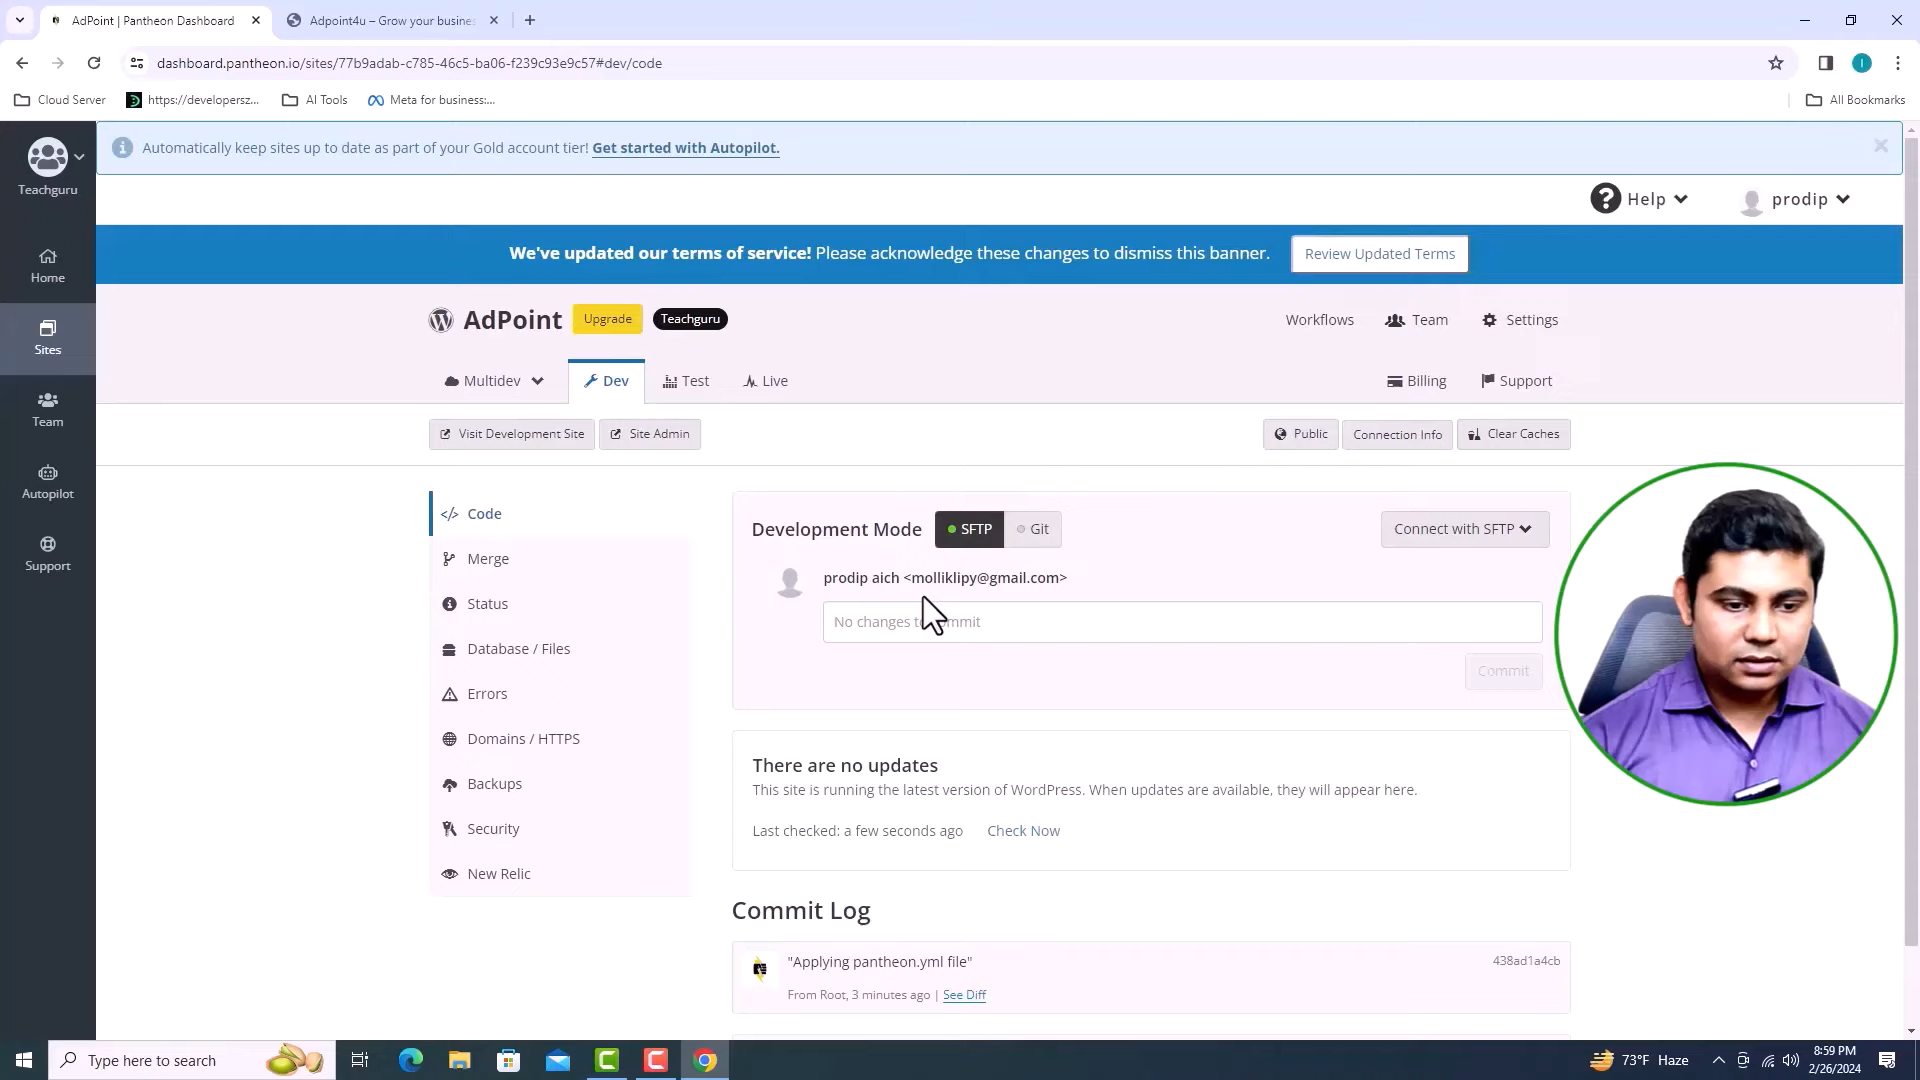 AdPoint | Pantheon Dashboard
Adpoint4u – Grow your busine
dashboard.pantheon.io/sites/77b9adab-c785-46c5-ba06-f239c93e9c57#dev/code
Cloud Server
https://developersz...
AI Tools
Meta for business:...
All Bookmarks
Teachguru
Automatically keep sites up to date as part of your Gold account tier! Get started with Autopilot.
Help
prodip
We've updated our terms of service! Please acknowledge these changes to dismiss this banner.
Review Updated Terms
Home
Sites
Team
Autopilot
Support
AdPoint
Upgrade
Teachguru
Workflows
Team
Settings
Multidev
Dev
Test
Live
Billing
Support
Visit Development Site
Site Admin
Public
Connection Info
Clear Caches
Code
Merge
Status
Database / Files
Errors
Domains / HTTPS
Backups
Security
New Relic
Development Mode
SFTP
Git
Connect with SFTP
prodip aich <molliklipy@gmail.com>
No changes to commit
Commit
There are no updates
This site is running the latest version of WordPress. When updates are available, they will appear here.
Last checked: a few seconds ago
Check Now
Commit Log
"Applying pantheon.yml file"
438ad1a4cb
From Root, 3 minutes ago | See Diff
Type here to search
73°F Haze
8:59 PM
2/26/2024